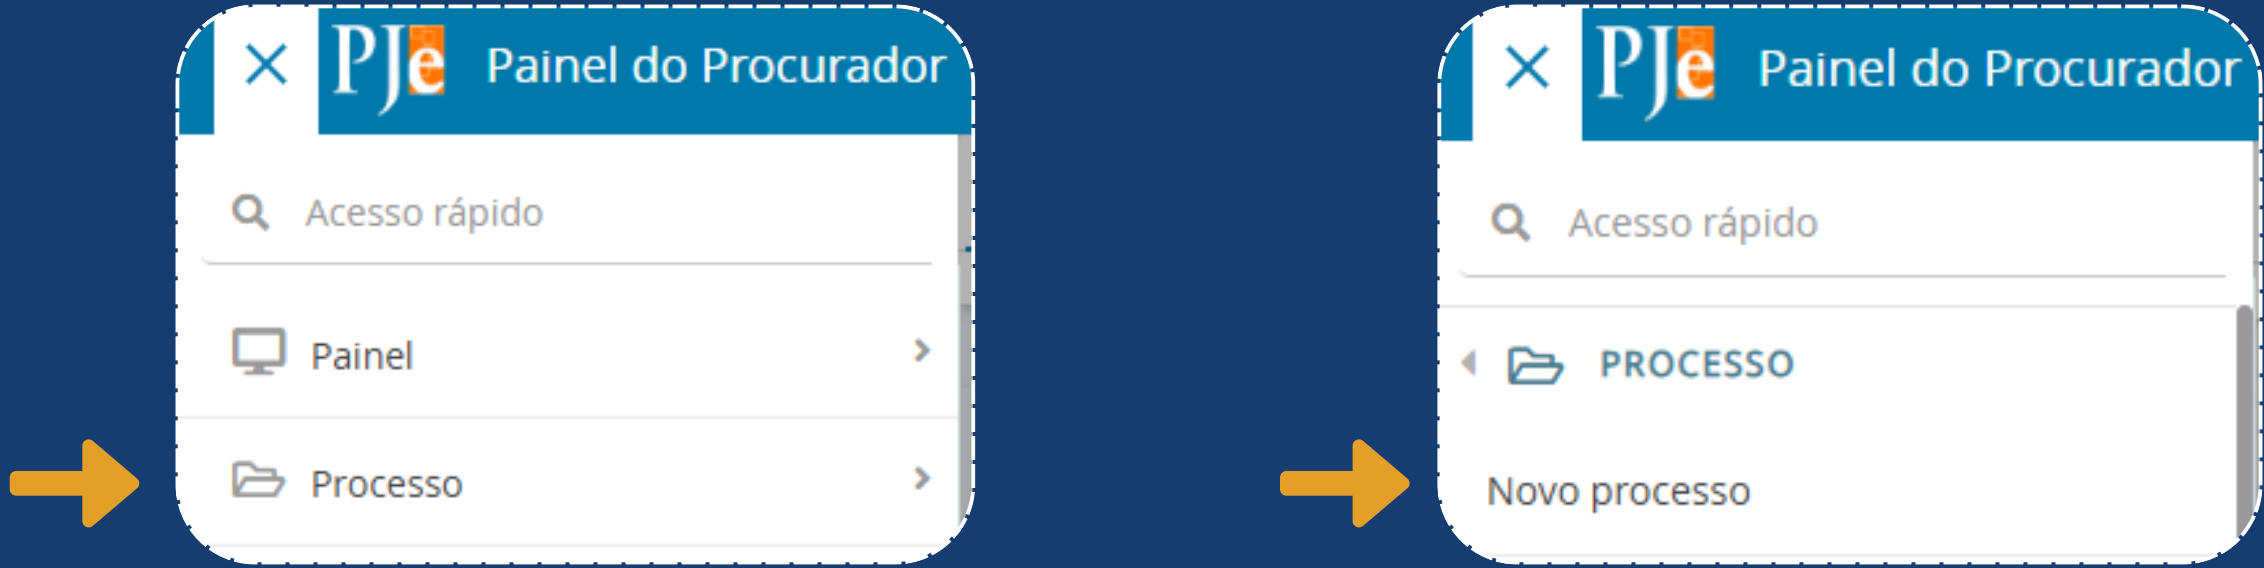 PJe Painel do Procurador
Acesso rápido
Painel
Processo
PJe Painel do Procurador
Acesso rápido
PROCESSO
Novo processo